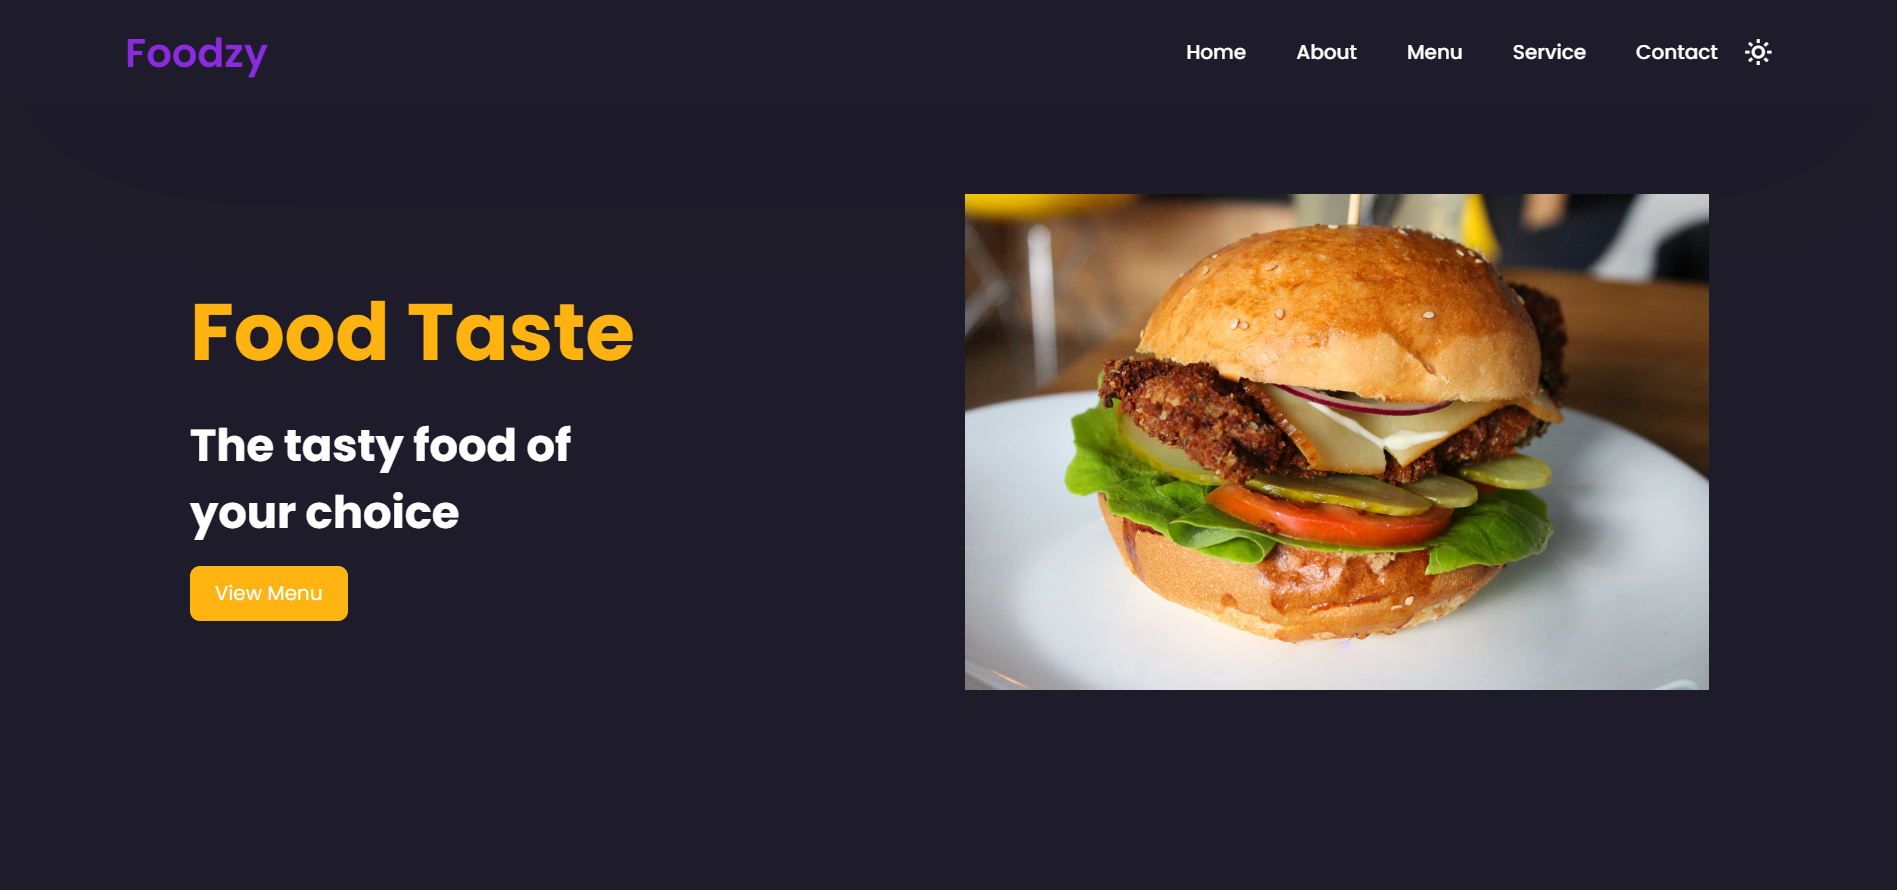 Foodzy
Home About Menu Service Contact
Food Taste
The tasty food of
your choice
View Menu